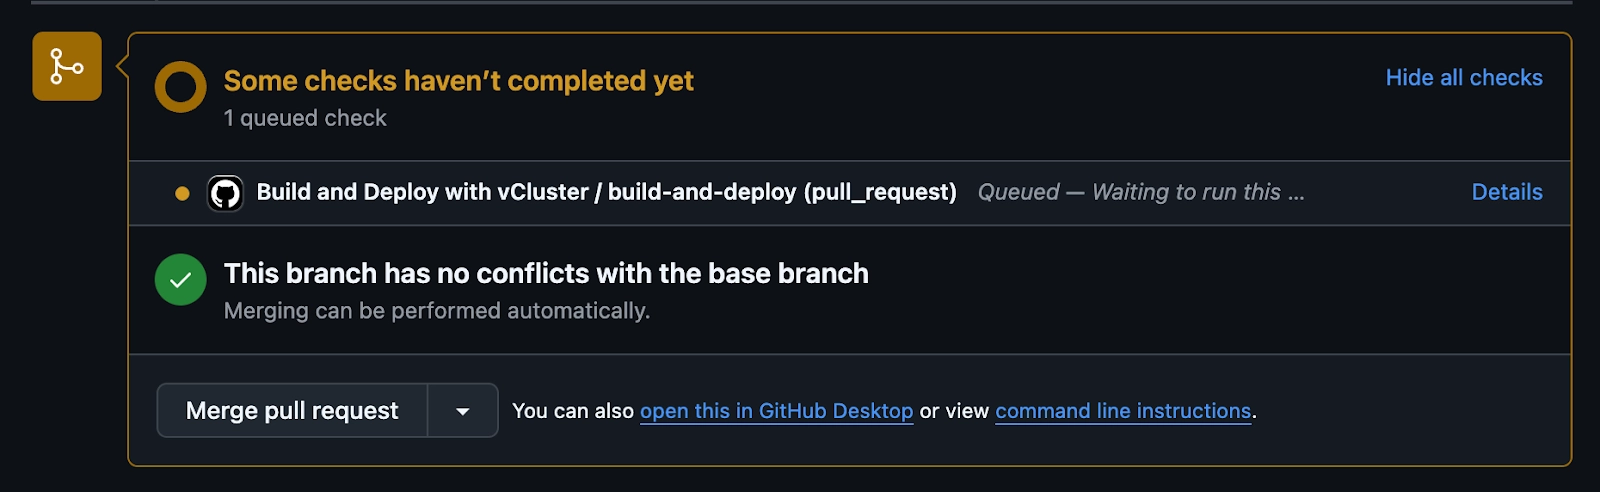 Some checks haven’t completed yet
Hide all checks
1 queued check
Build and Deploy with vCluster / build-and-deploy (pull_request) Queued — Waiting to run this ...
Details
This branch has no conflicts with the base branch
Merging can be performed automatically.
Merge pull request
You can also open this in GitHub Desktop or view command line instructions.